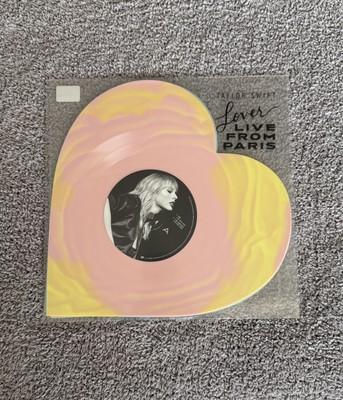 TAYLOR SWIFT
Lover
LIVE
FROM
PARIS